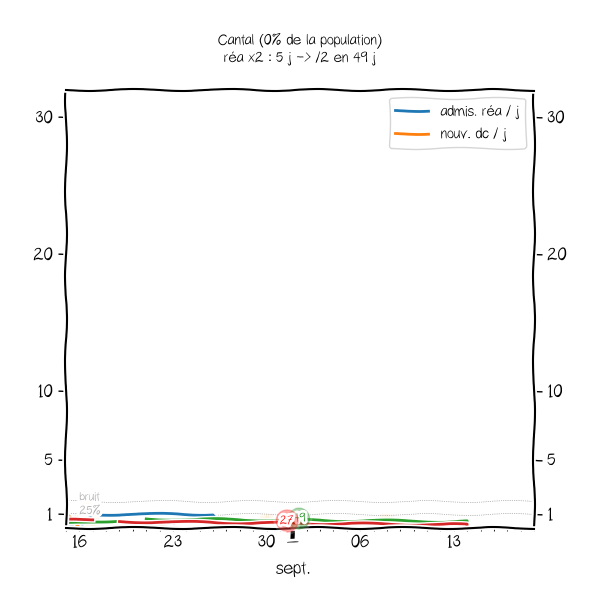 Cantal (0% de la population)
réa x2 : 5 j -> /2 en 49 j
admis. réa / j
nouv. dc / j
30 30
20 20
10 10
5 5
bruit
25%
1 1
27 9
16 23 30 06 13
sept.